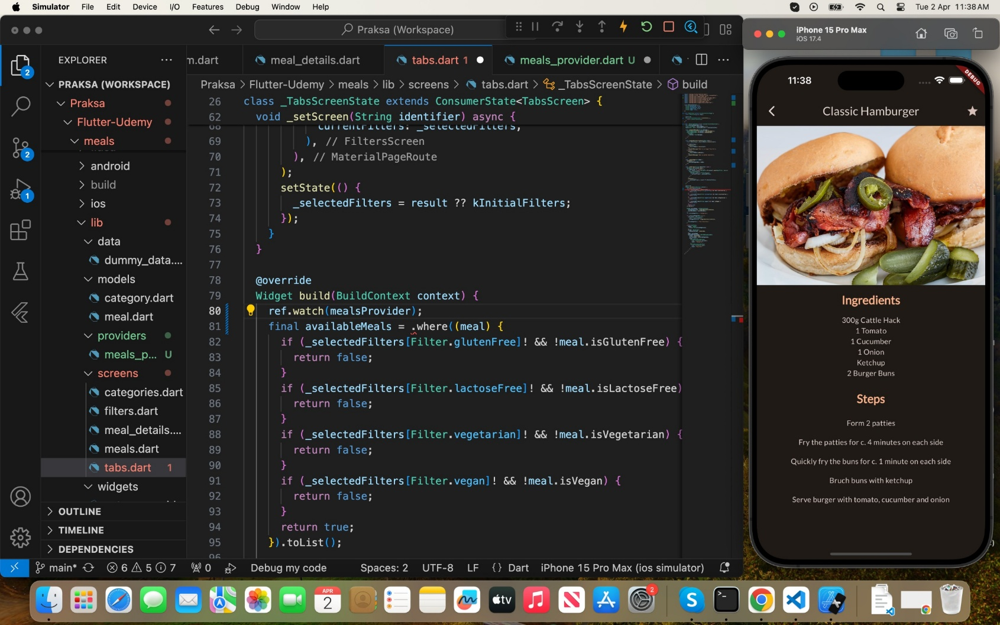 Simulator File Edit Device I/O Features Debug Window Help
Tue 2 Apr 11:38 AM
Praksa (Workspace)
iPhone 15 Pro Max
iOS 17.4
EXPLORER
PRAKSA (WORKSPACE)
Praksa
Flutter-Udemy
meals
android
build
ios
lib
data
dummy_data....
models
category.dart
meal.dart
providers
meals_p... U
screens
categories.dart
filters.dart
meal_details....
meals.dart
tabs.dart 1
widgets
OUTLINE
TIMELINE
DEPENDENCIES
2
2
1
m.dart meal_details.dart tabs.dart 1 meals_provider.dart U
Praksa > Flutter-Udemy > meals > lib > screens > tabs.dart > _TabsScreenState > build
26 class _TabsScreenState extends ConsumerState<TabsScreen> {
62 void _setScreen(String identifier) async {
68 currentFilters: _selectedFilters,
69 ), // FiltersScreen
70 ), // MaterialPageRoute
71 );
72 setState(() {
73 _selectedFilters = result ?? kInitialFilters;
74 });
75 }
76 }
77
78 @override
79 Widget build(BuildContext context) {
80 ref.watch(mealsProvider);
81 final availableMeals = .where((meal) {
82 if (_selectedFilters[Filter.glutenFree]! && !meal.isGlutenFree) {
83 return false;
84 }
85 if (_selectedFilters[Filter.lactoseFree]! && !meal.isLactoseFree)
86 return false;
87 }
88 if (_selectedFilters[Filter.vegetarian]! && !meal.isVegetarian) {
89 return false;
90 }
91 if (_selectedFilters[Filter.vegan]! && !meal.isVegan) {
92 return false;
93 }
94 return true;
95 }).toList();
96
main* 6 5 7 0 Debug my code Spaces: 2 UTF-8 LF {} Dart iPhone 15 Pro Max (ios simulator)
11:38
DEBUG
Classic Hamburger
Ingredients
300g Cattle Hack
1 Tomato
1 Cucumber
1 Onion
Ketchup
2 Burger Buns
Steps
Form 2 patties
Fry the patties for c. 4 minutes on each side
Quickly fry the buns for c. 1 minute on each side
Bruch buns with ketchup
Serve burger with tomato, cucumber and onion
APR
2
tv
N
2
S
>_